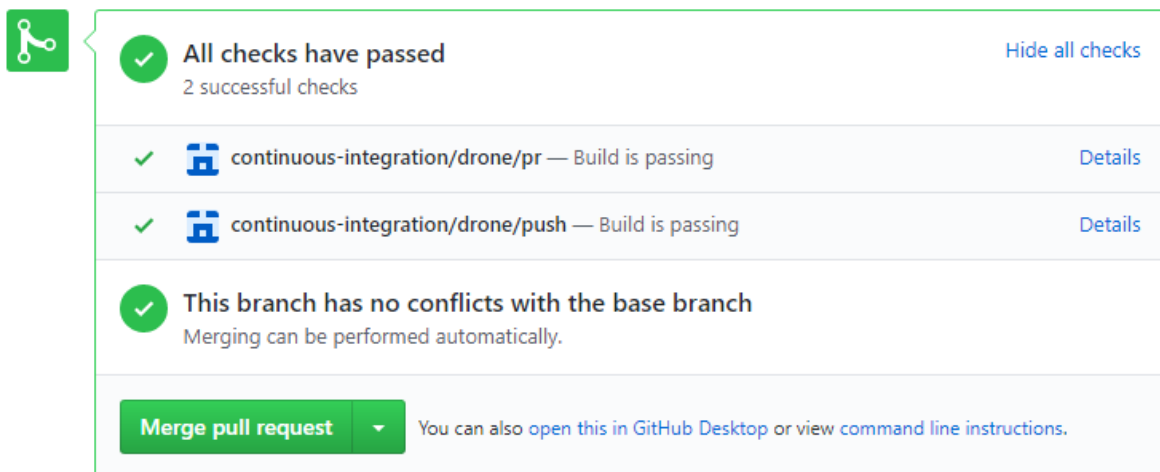 All checks have passed
Hide all checks
2 successful checks
continuous-integration/drone/pr — Build is passing
Details
continuous-integration/drone/push — Build is passing
Details
This branch has no conflicts with the base branch
Merging can be performed automatically.
Merge pull request
You can also open this in GitHub Desktop or view command line instructions.